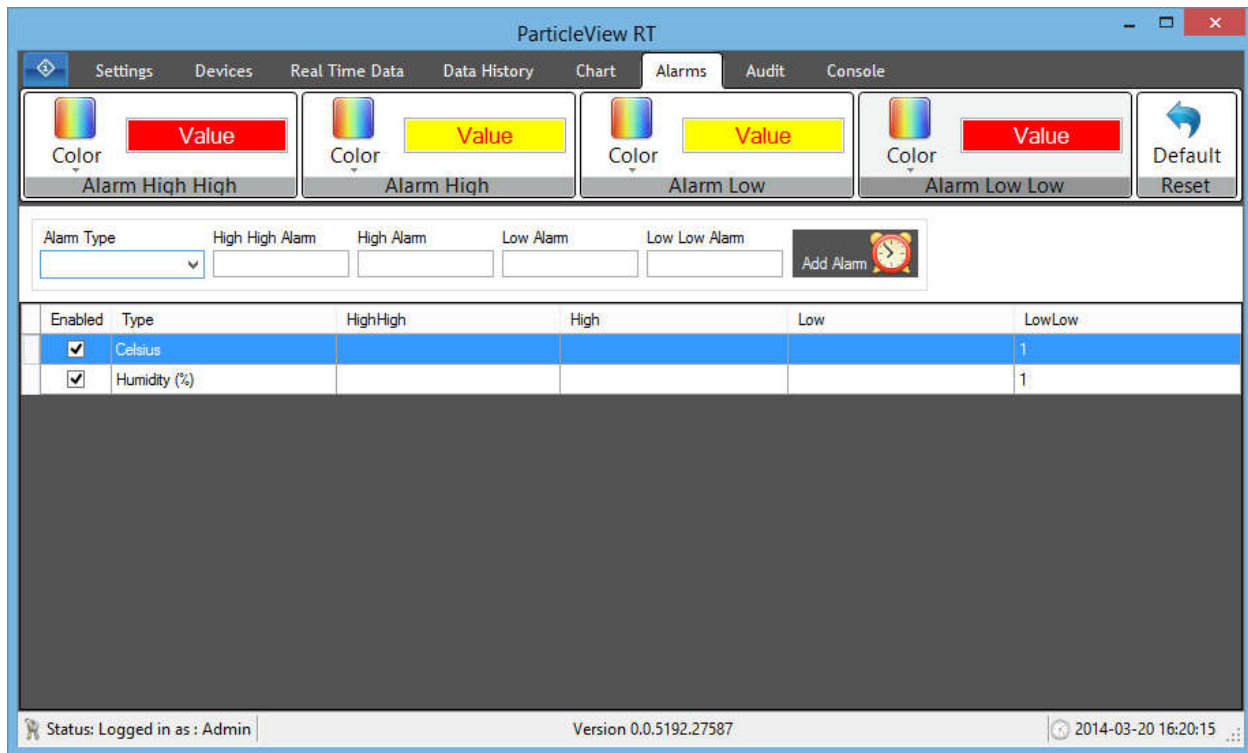 ParticleView RT
Settings Devices Real Time Data Data History Chart Alarms Audit Console
Value Value Value Value
Color Color Color Color Default
Alarm High High Alarm High Alarm Low Alarm Low Low Reset
Alarm Type High High Alarm High Alarm Low Alarm Low Low Alarm
Add Alarm
Enabled Type HighHigh High Low LowLow
Celsius 1
Humidity (%) 1
Status: Logged in as : Admin Version 0.0.5192.27587 2014-03-20 16:20:15